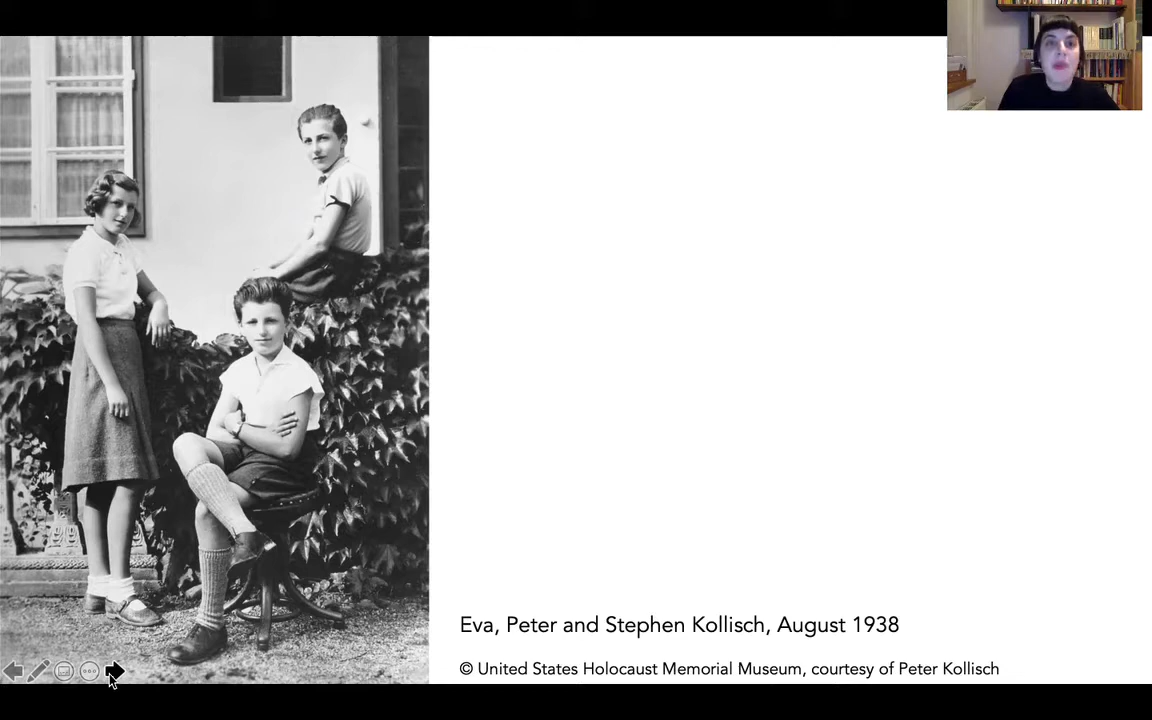 Eva, Peter and Stephen Kollisch, August 1938
© United States Holocaust Memorial Museum, courtesy of Peter Kollisch